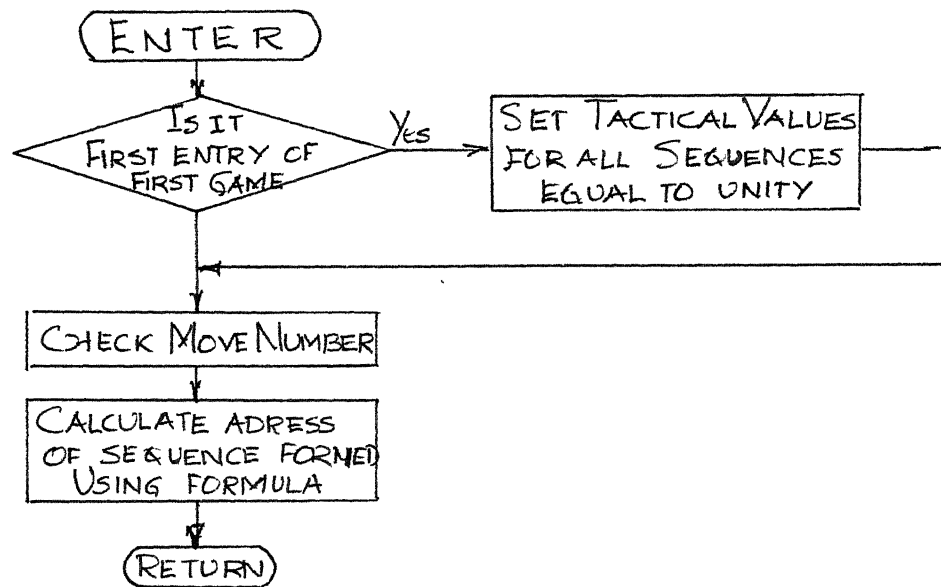 ENTER
IS IT
FIRST ENTRY OF
FIRST GAME
Yes
SET TACTICAL VALUES
FOR ALL SEQUENCES
EQUAL TO UNITY
CHECK MOVE NUMBER
CALCULATE ADRESS
OF SEQUENCE FORMED
USING FORMULA
RETURN